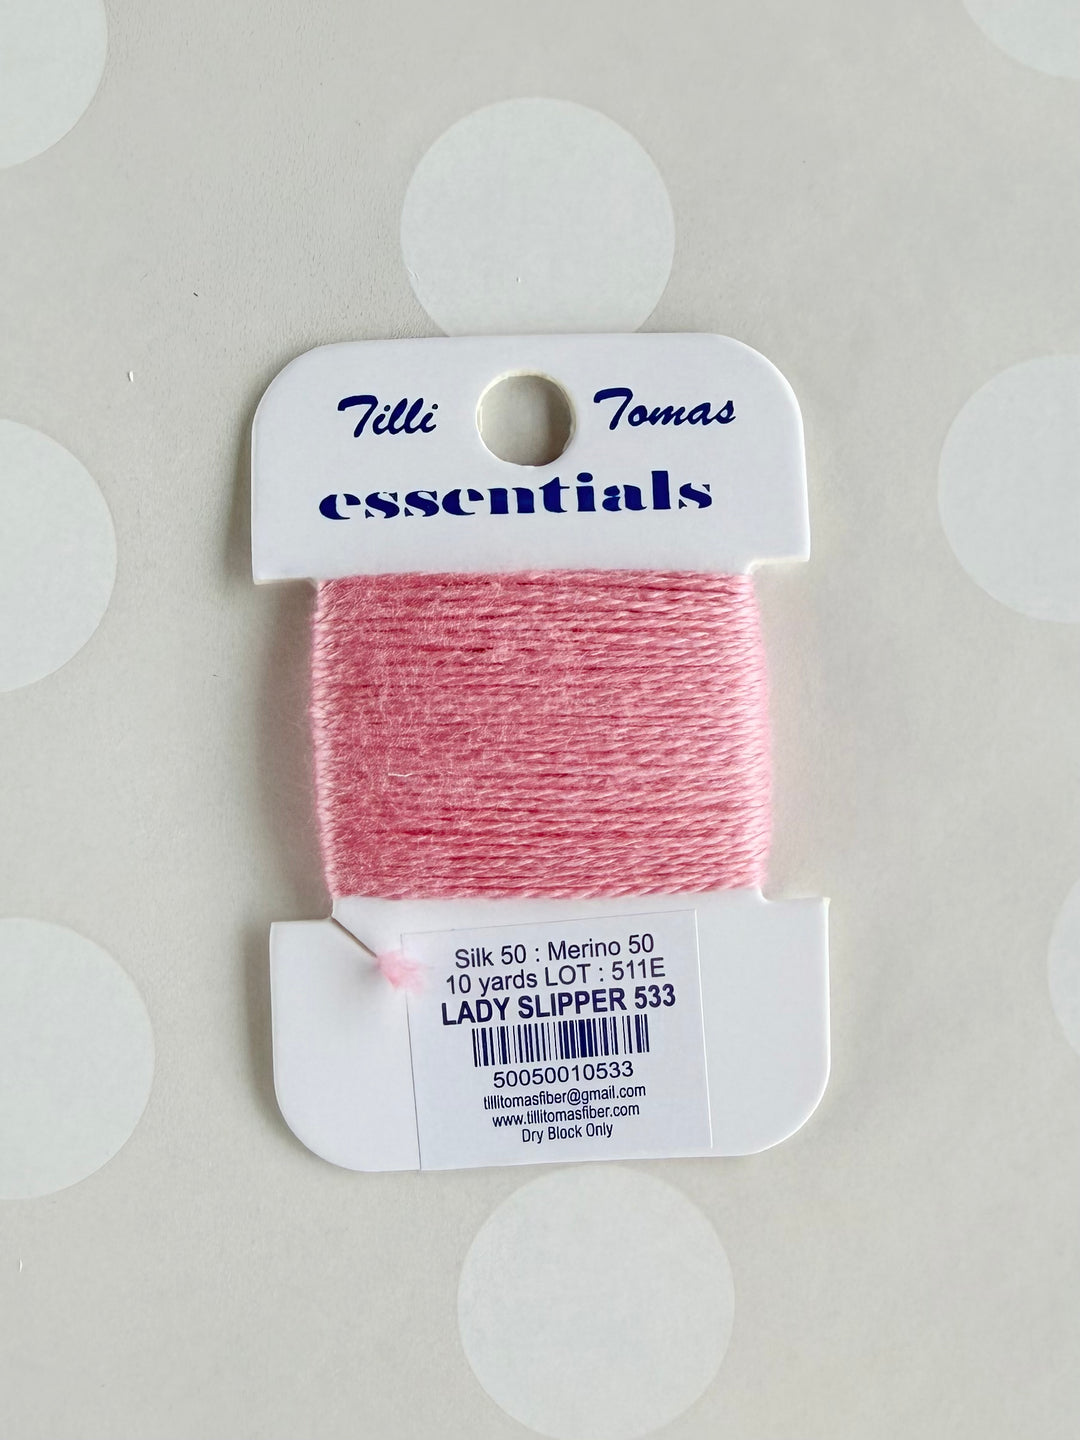 Tilli Tomas
essentials
Silk 50 : Merino 50
10 yards LOT : 511E
LADY SLIPPER 533
50050010533
tillitomasfiber@gmail.com
www.tillitomasfiber.com
Dry Block Only